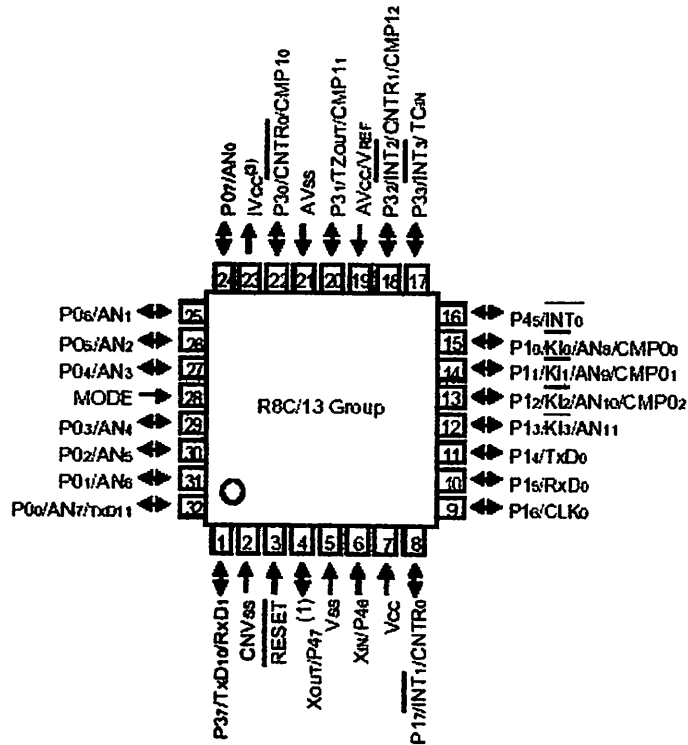 P07/AN0
IVCC(3)
P30/CNTR0/CMP10
AVSS
P31/TZOUT/CMP11
AVCC/VREF
P32/INT2/CNTR1/CMP12
P33/INT3/TCIN
24 23 22 21 20 19 18 17
P06/AN1 25
P05/AN2 26
P04/AN3 27
MODE 28
P03/AN4 29
P02/AN5 30
P01/AN6 31
P00/AN7/TxD11 32
R8C/13 Group
16 P45/INT0
15 P10/KI0/AN8/CMP00
14 P11/KI1/AN9/CMP01
13 P12/KI2/AN10/CMP02
12 P13/KI3/AN11
11 P14/TxD0
10 P15/RxD0
9 P16/CLK0
1 2 3 4 5 6 7 8
P37/TxD10/RxD1
CNVSS
RESET
XOUT/P47 (1)
VSS
XIN/P46
VCC
P17/INT1/CNTR0